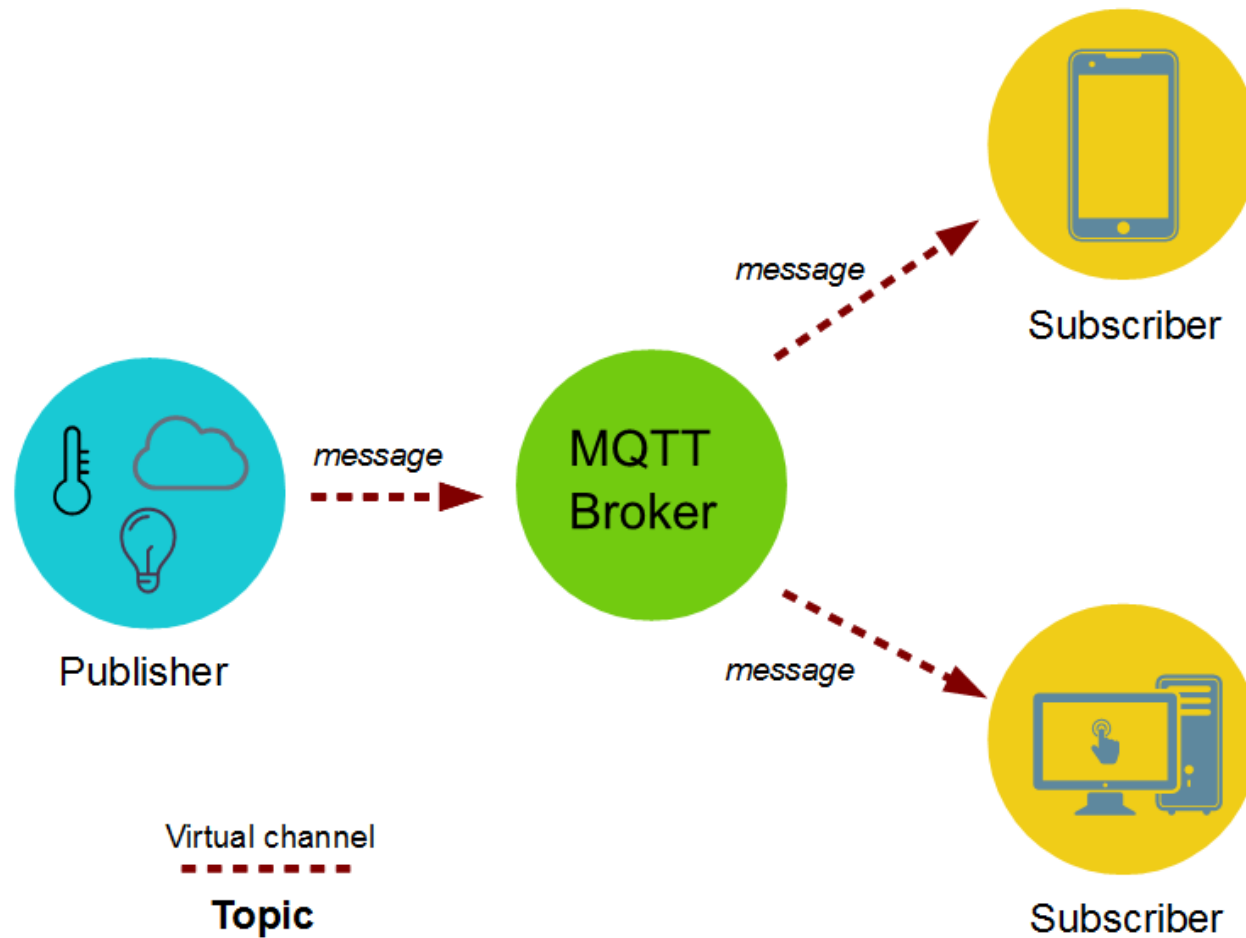 message
Subscriber
message
MQTT
Broker
Publisher
message
Virtual channel
Topic
Subscriber